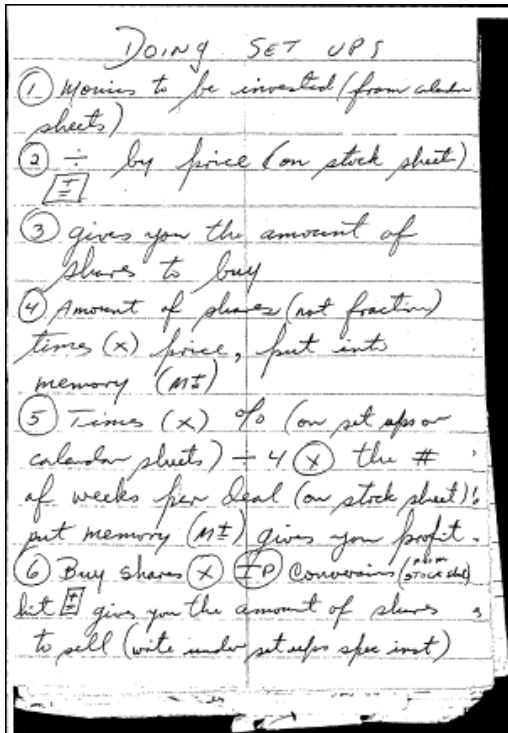 DOING SET UPS
① Monies to be invested (from calendar
sheets)
② ÷ by price (on stock sheet)
±
③ gives you the amount of
shares to buy
④ Amount of shares (not fraction)
times (x) price, put into
memory (M±)
⑤ Times (x) % (on set ups or
calendar sheets) ÷ 4 ⓧ the #
of weeks per deal (on stock sheet)
put memory (M±) gives you profit.
⑥ Buy shares ⓧ IP Conversions (from STOCK sheet)
hit ± gives you the amount of shares
to sell (write under set ups spec inst)